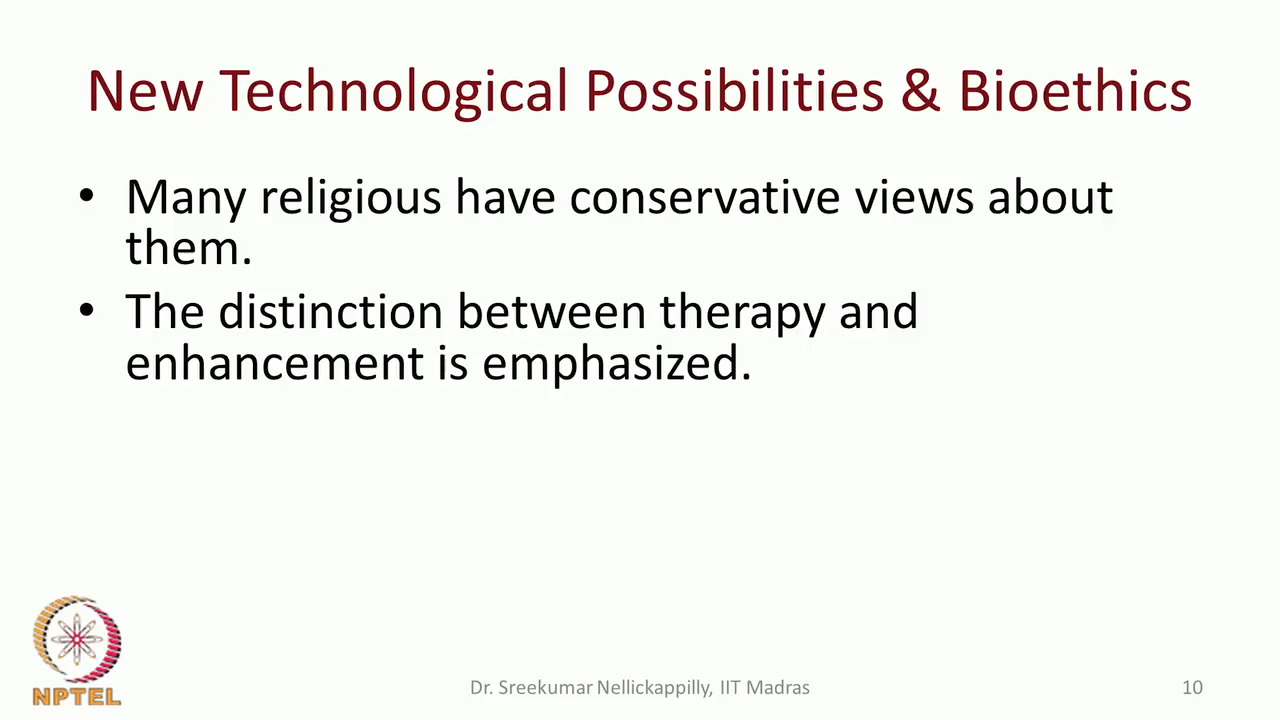 New Technological Possibilities & Bioethics
• Many religious have conservative views about
them.
• The distinction between therapy and
enhancement is emphasized.
NPTEL
Dr. Sreekumar Nellickappilly, IIT Madras
10